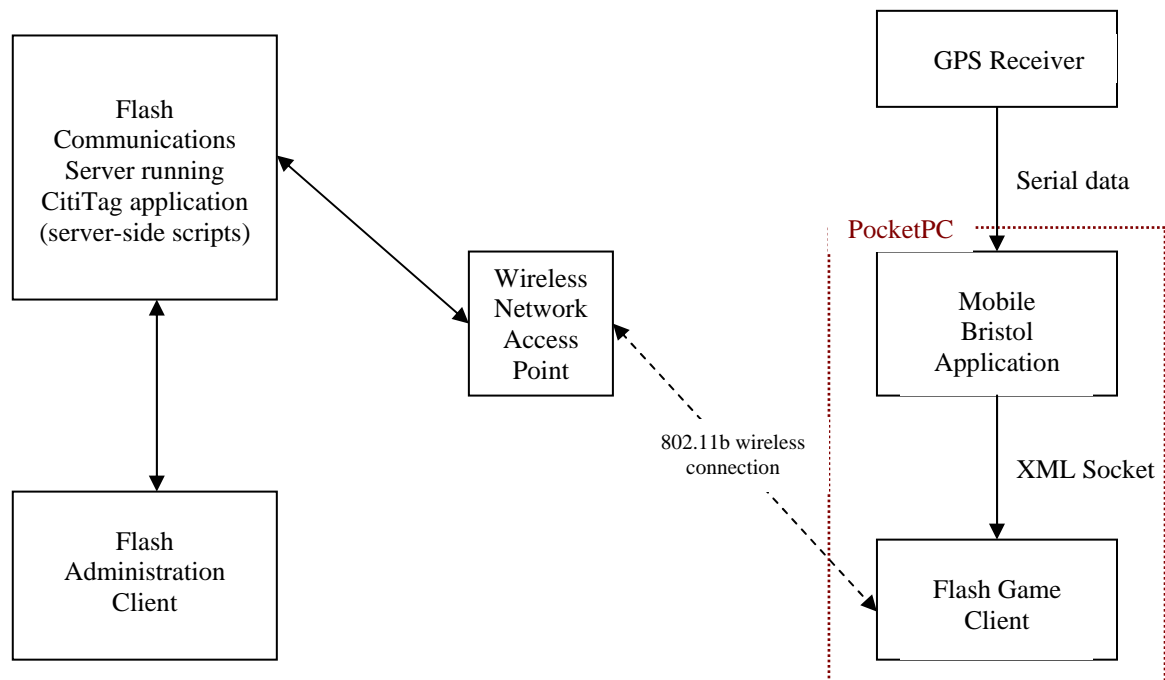 Flash
Communications
Server running
CitiTag application
(server-side scripts)
GPS Receiver
Serial data
PocketPC
Wireless
Network
Access
Point
Mobile
Bristol
Application
802.11b wireless
connection
XML Socket
Flash
Administration
Client
Flash Game
Client